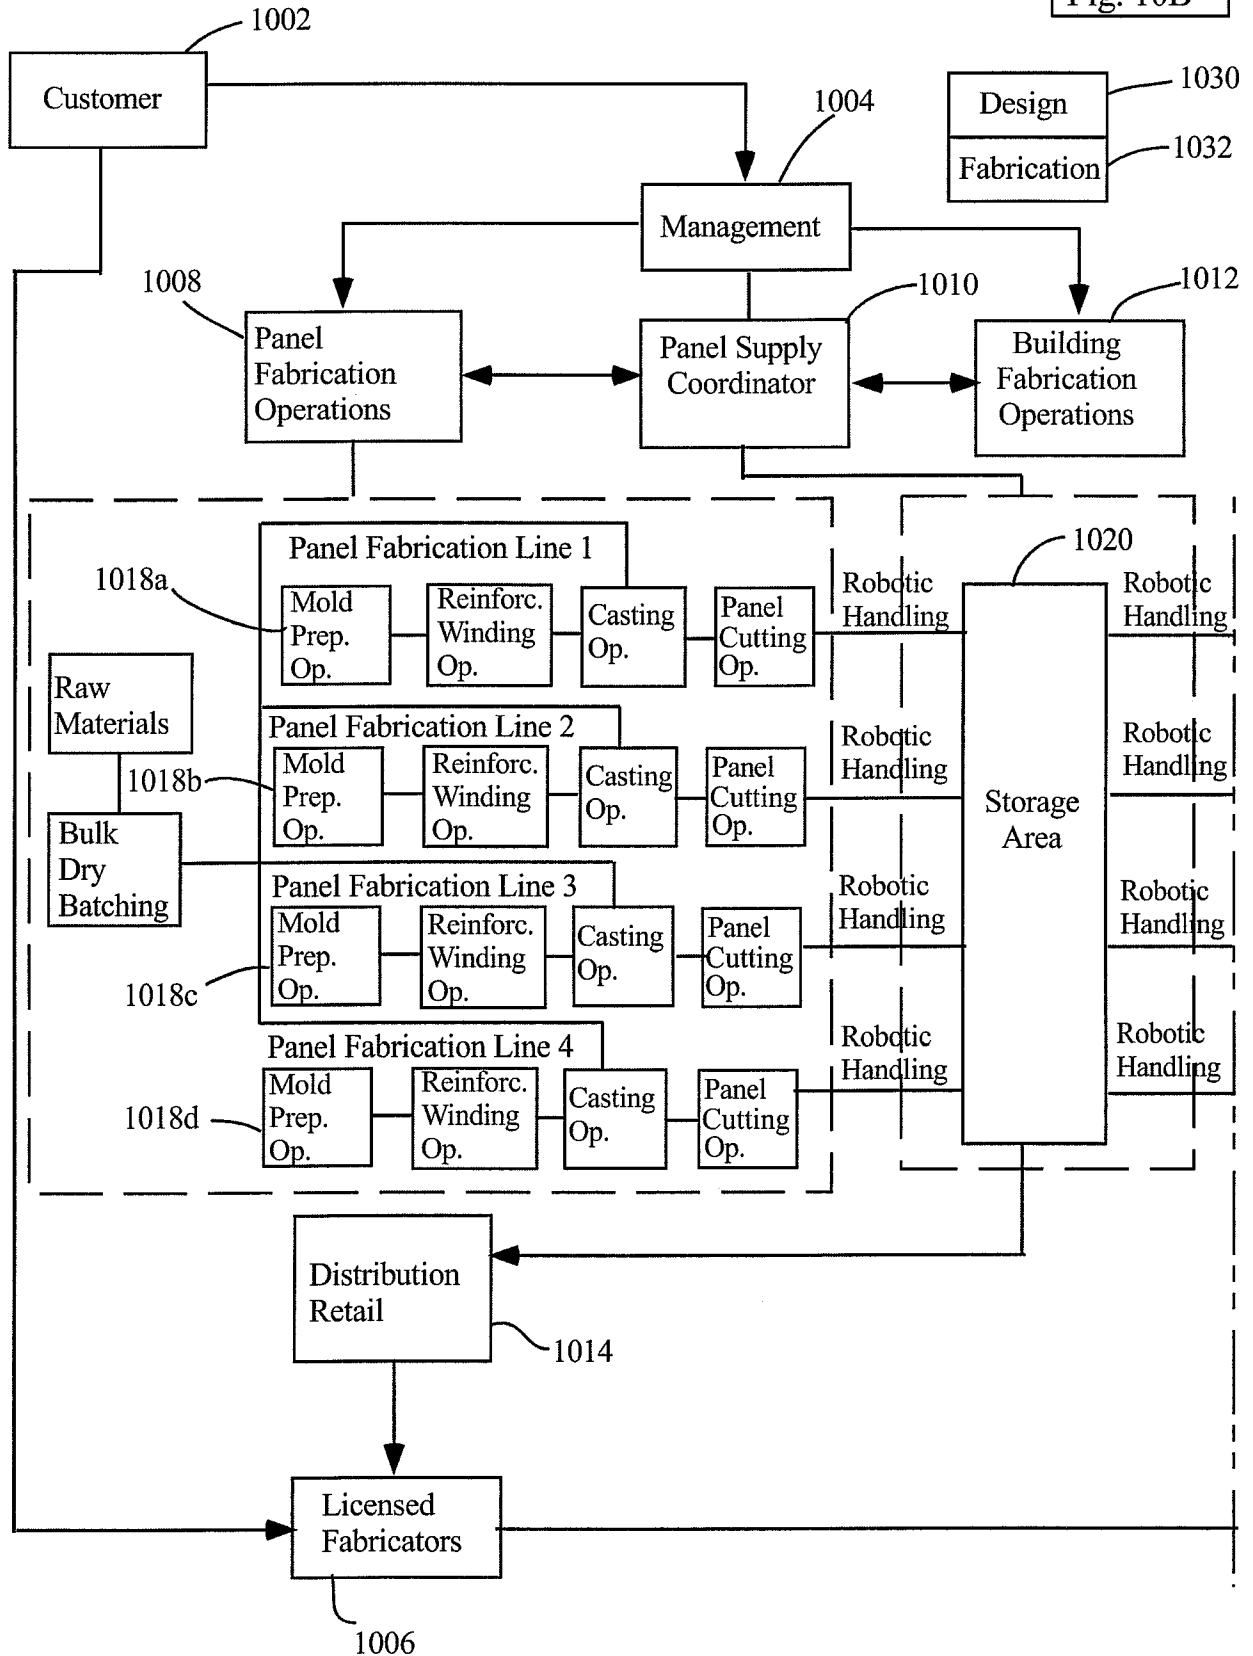 Fig. 10B
1002
Customer
1004
1030
Design
1032
Fabrication
Management
1008
1010
1012
Panel
Fabrication
Operations
Panel Supply
Coordinator
Building
Fabrication
Operations
1020
Panel Fabrication Line 1
1018a
Mold
Prep.
Op.
Reinforc.
Winding
Op.
Casting
Op.
Panel
Cutting
Op.
Robotic
Handling
Robotic
Handling
Raw
Materials
Panel Fabrication Line 2
1018b
Mold
Prep.
Op.
Reinforc.
Winding
Op.
Casting
Op.
Panel
Cutting
Op.
Robotic
Handling
Storage
Area
Robotic
Handling
Bulk
Dry
Batching
Panel Fabrication Line 3
1018c
Mold
Prep.
Op.
Reinforc.
Winding
Op.
Casting
Op.
Panel
Cutting
Op.
Robotic
Handling
Robotic
Handling
Panel Fabrication Line 4
1018d
Mold
Prep.
Op.
Reinforc.
Winding
Op.
Casting
Op.
Panel
Cutting
Op.
Robotic
Handling
Robotic
Handling
Distribution
Retail
1014
Licensed
Fabricators
1006